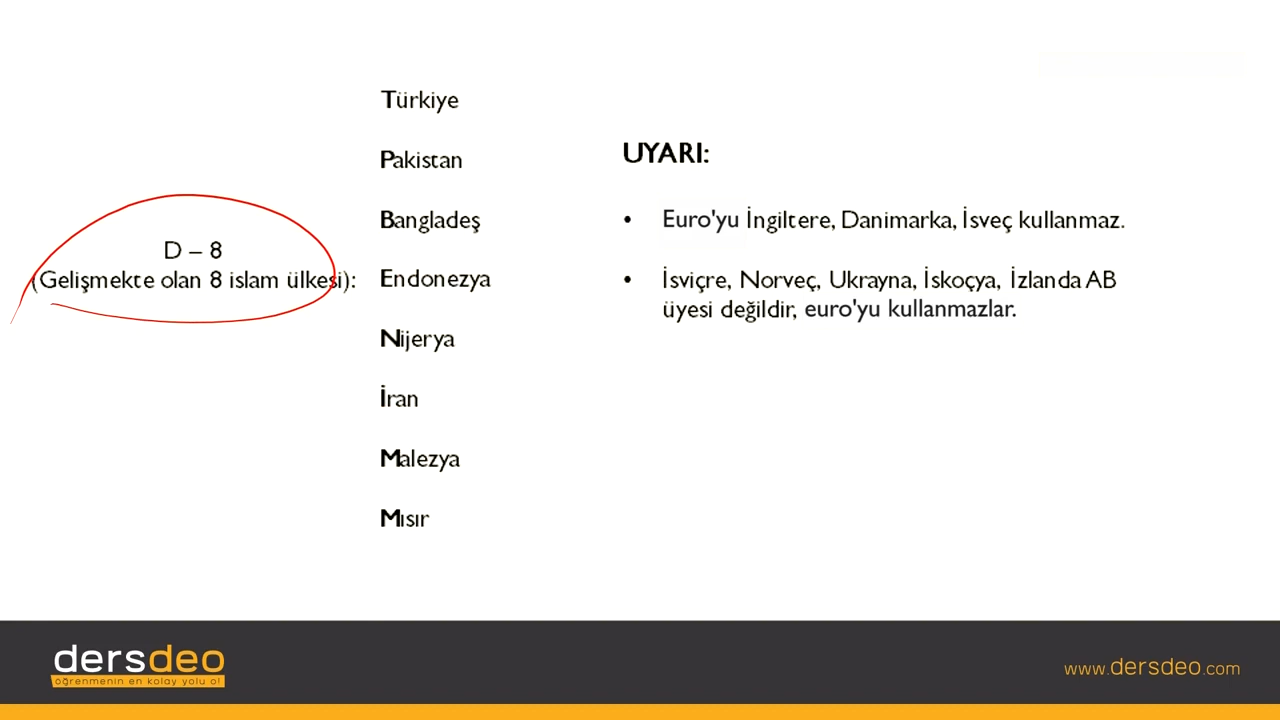 D – 8
(Gelişmekte olan 8 islam ülkesi):
Türkiye
Pakistan
Bangladeş
Endonezya
Nijerya
İran
Malezya
Mısır
UYARI:
• Euro'yu İngiltere, Danimarka, İsveç kullanmaz.
• İsviçre, Norveç, Ukrayna, İskoçya, İzlanda AB
üyesi değildir, euro'yu kullanmazlar.
dersdeo
öğrenmenin en kolay yolu o!
www.dersdeo.com